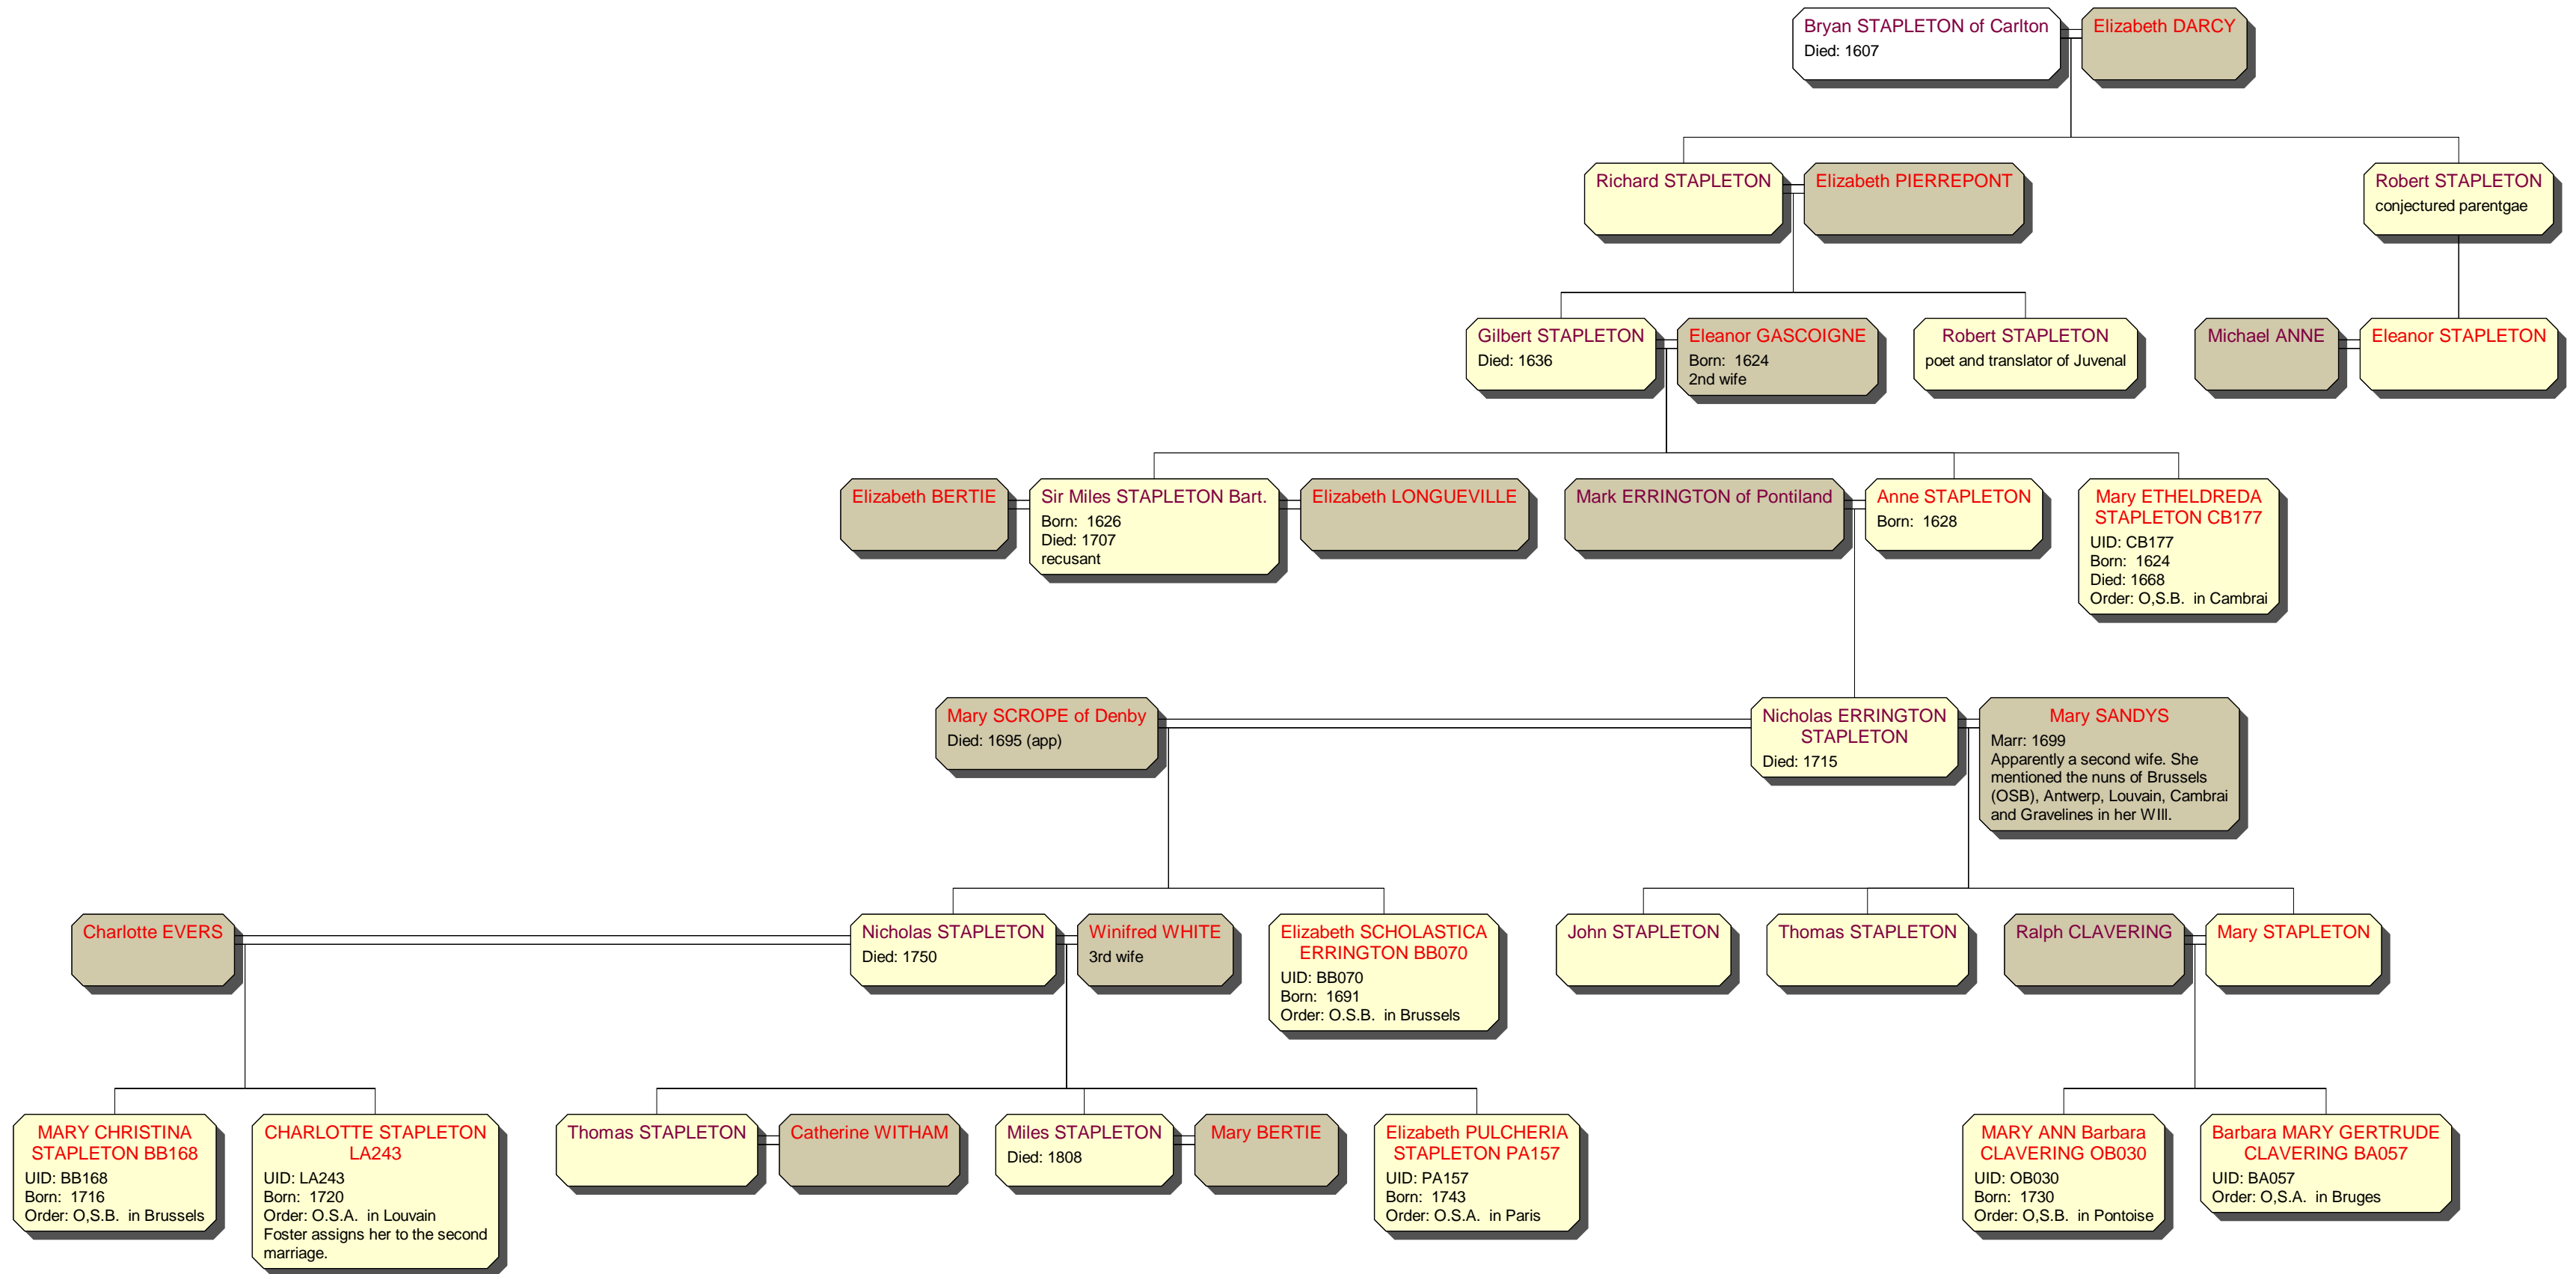 Bryan STAPLETON of Carlton
Died: 1607
Elizabeth DARCY
Richard STAPLETON
Elizabeth PIERREPONT
Robert STAPLETON
conjectured parentgae
Gilbert STAPLETON
Died: 1636
Eleanor GASCOIGNE
Born: 1624
2nd wife
Robert STAPLETON
poet and translator of Juvenal
Michael ANNE
Eleanor STAPLETON
Elizabeth BERTIE
Sir Miles STAPLETON Bart.
Born: 1626
Died: 1707
recusant
Elizabeth LONGUEVILLE
Mark ERRINGTON of Pontiland
Anne STAPLETON
Born: 1628
Mary ETHELDREDA
STAPLETON CB177
UID: CB177
Born: 1624
Died: 1668
Order: O,S.B. in Cambrai
Mary SCROPE of Denby
Died: 1695 (app)
Nicholas ERRINGTON
STAPLETON
Died: 1715
Mary SANDYS
Marr: 1699
Apparently a second wife. She
mentioned the nuns of Brussels
(OSB), Antwerp, Louvain, Cambrai
and Gravelines in her WIll.
Charlotte EVERS
Nicholas STAPLETON
Died: 1750
Winifred WHITE
3rd wife
Elizabeth SCHOLASTICA
ERRINGTON BB070
UID: BB070
Born: 1691
Order: O.S.B. in Brussels
John STAPLETON
Thomas STAPLETON
Ralph CLAVERING
Mary STAPLETON
MARY CHRISTINA
STAPLETON BB168
UID: BB168
Born: 1716
Order: O,S.B. in Brussels
CHARLOTTE STAPLETON
LA243
UID: LA243
Born: 1720
Order: O.S.A. in Louvain
Foster assigns her to the second
marriage.
Thomas STAPLETON
Catherine WITHAM
Miles STAPLETON
Died: 1808
Mary BERTIE
Elizabeth PULCHERIA
STAPLETON PA157
UID: PA157
Born: 1743
Order: O.S.A. in Paris
MARY ANN Barbara
CLAVERING OB030
UID: OB030
Born: 1730
Order: O,S.B. in Pontoise
Barbara MARY GERTRUDE
CLAVERING BA057
UID: BA057
Order: O,S.A. in Bruges